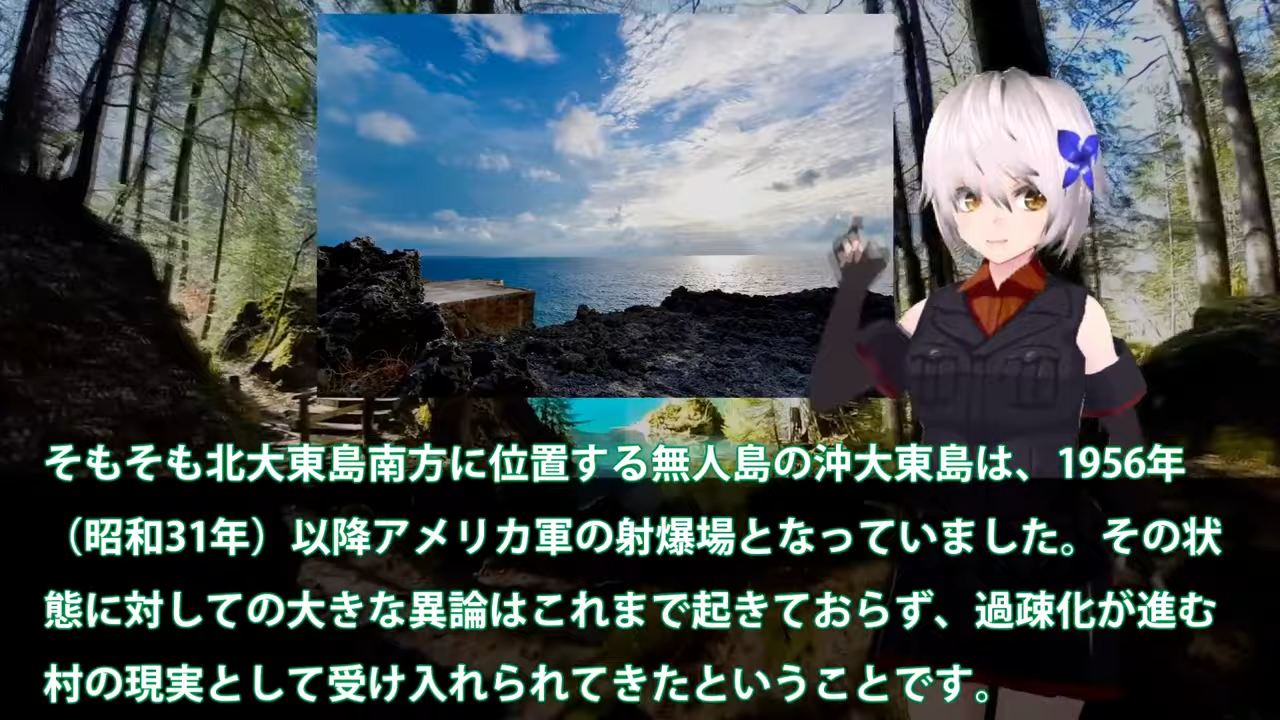 そもそも北大東島南方に位置する無人島の沖大東島は、1956年
（昭和31年）以降アメリカ軍の射爆場となっていました。その状
態に対しての大きな異論はこれまで起きておらず、過疎化が進む
村の現実として受け入れられてきたということです。